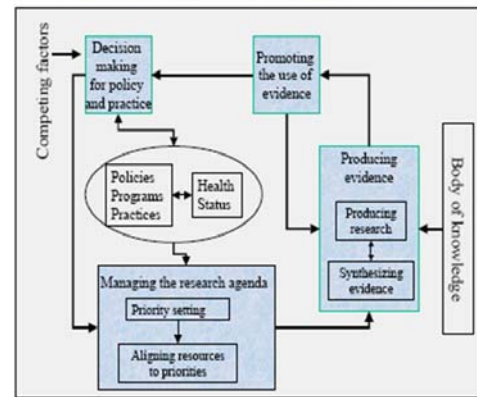 Competing factors
Decision
making
for policy
and practice
Promoting
the use of
evidence
Policies
Programs
Practices
Health
Status
Producing
evidence
Producing
research
Synthesizing
evidence
Body of knowledge
Managing the research agenda
Priority setting
Aligning resources
to priorities